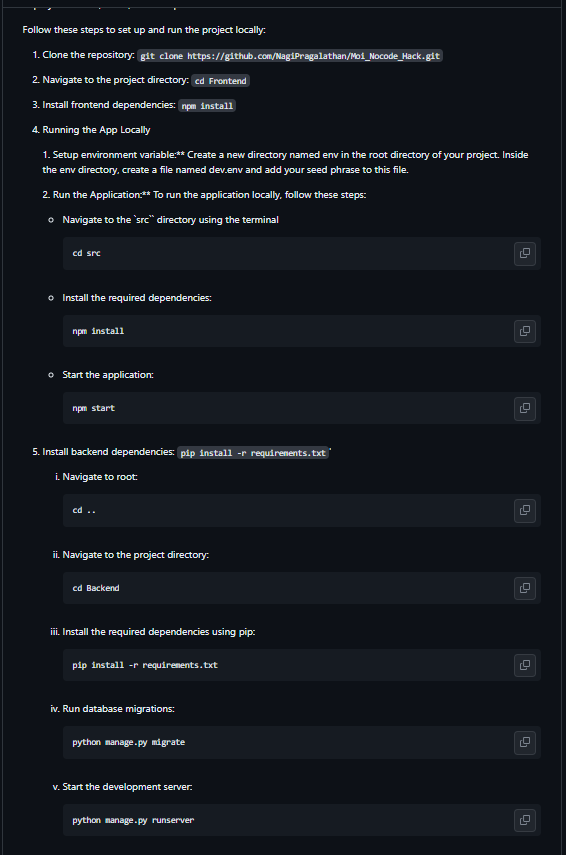 Follow these steps to set up and run the project locally:
1. Clone the repository: git clone https://github.com/NagiPragalathan/Moi_Nocode_Hack.git
2. Navigate to the project directory: cd Frontend
3. Install frontend dependencies: npm install
4. Running the App Locally
1. Setup environment variable:** Create a new directory named env in the root directory of your project. Inside
the env directory, create a file named dev.env and add your seed phrase to this file.
2. Run the Application:** To run the application locally, follow these steps:
○ Navigate to the `src`` directory using the terminal
cd src
○ Install the required dependencies:
npm install
○ Start the application:
npm start
5. Install backend dependencies: pip install -r requirements.txt`
i. Navigate to root:
cd ..
ii. Navigate to the project directory:
cd Backend
iii. Install the required dependencies using pip:
pip install -r requirements.txt
iv. Run database migrations:
python manage.py migrate
v. Start the development server:
python manage.py runserver